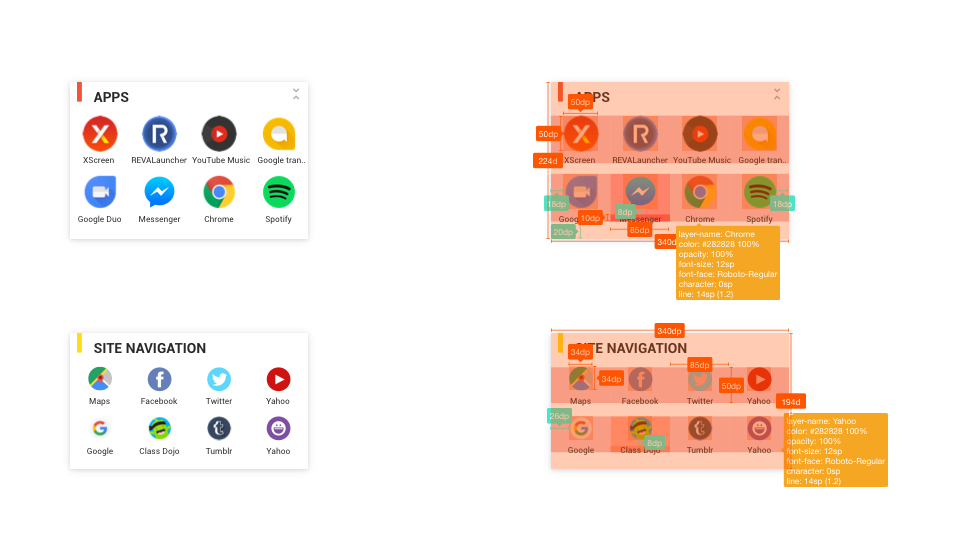 APPS
XScreen REVALauncher YouTube Music Google tran..
Google Duo Messenger Chrome Spotify
APPS
50dp
50dp
224d
XScreen REVALauncher YouTube Music Google tran..
18dp
18dp
10dp
8dp
Chrome Spotify
20dp
85dp
340d
layer-name: Chrome
color: #282828 100%
opacity: 100%
font-size: 12sp
font-face: Roboto-Regular
character: 0sp
line: 14sp (1.2)
SITE NAVIGATION
Maps Facebook Twitter Yahoo
Google Class Dojo Tumblr Yahoo
340dp
SITE NAVIGATION
34dp
85dp
34dp
50dp
Maps Facebook Twitter Yahoo
194d
26dp
8dp
Google Class Dojo Tumblr Yahoo
layer-name: Yahoo
color: #282828 100%
opacity: 100%
font-size: 12sp
font-face: Roboto-Regular
character: 0sp
line: 14sp (1.2)